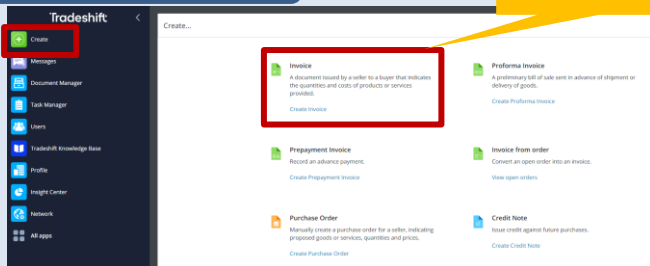 Tradeshift
Create
Messages
Document Manager
Task Manager
Users
Tradeshift Knowledge Base
Profile
Insight Center
Network
All apps
Create...
Invoice
A document issued by a seller to a buyer that indicates
the quantities and costs of products or services
provided.
Create Invoice
Proforma Invoice
A preliminary bill of sale sent in advance of shipment or
delivery of goods.
Create Proforma Invoice
Prepayment Invoice
Record an advance payment.
Create Prepayment Invoice
Invoice from order
Convert an open order into an invoice.
View open orders
Purchase Order
Manually create a purchase order for a seller, indicating
proposed goods or services, quantities and prices.
Create Purchase Order
Credit Note
Issue credit against future purchases.
Create Credit Note